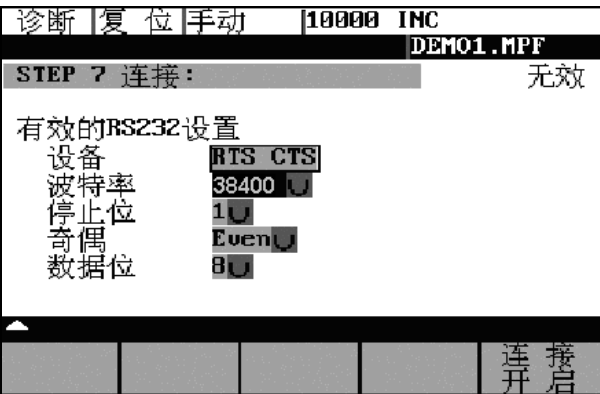 诊断 复 位 手动 10000 INC
DEMO1.MPF
STEP 7 连接: 无效
有效的RS232设置
设备 RTS CTS
波特率 38400
停止位 1
奇偶 Even
数据位 8
连 接
开 启